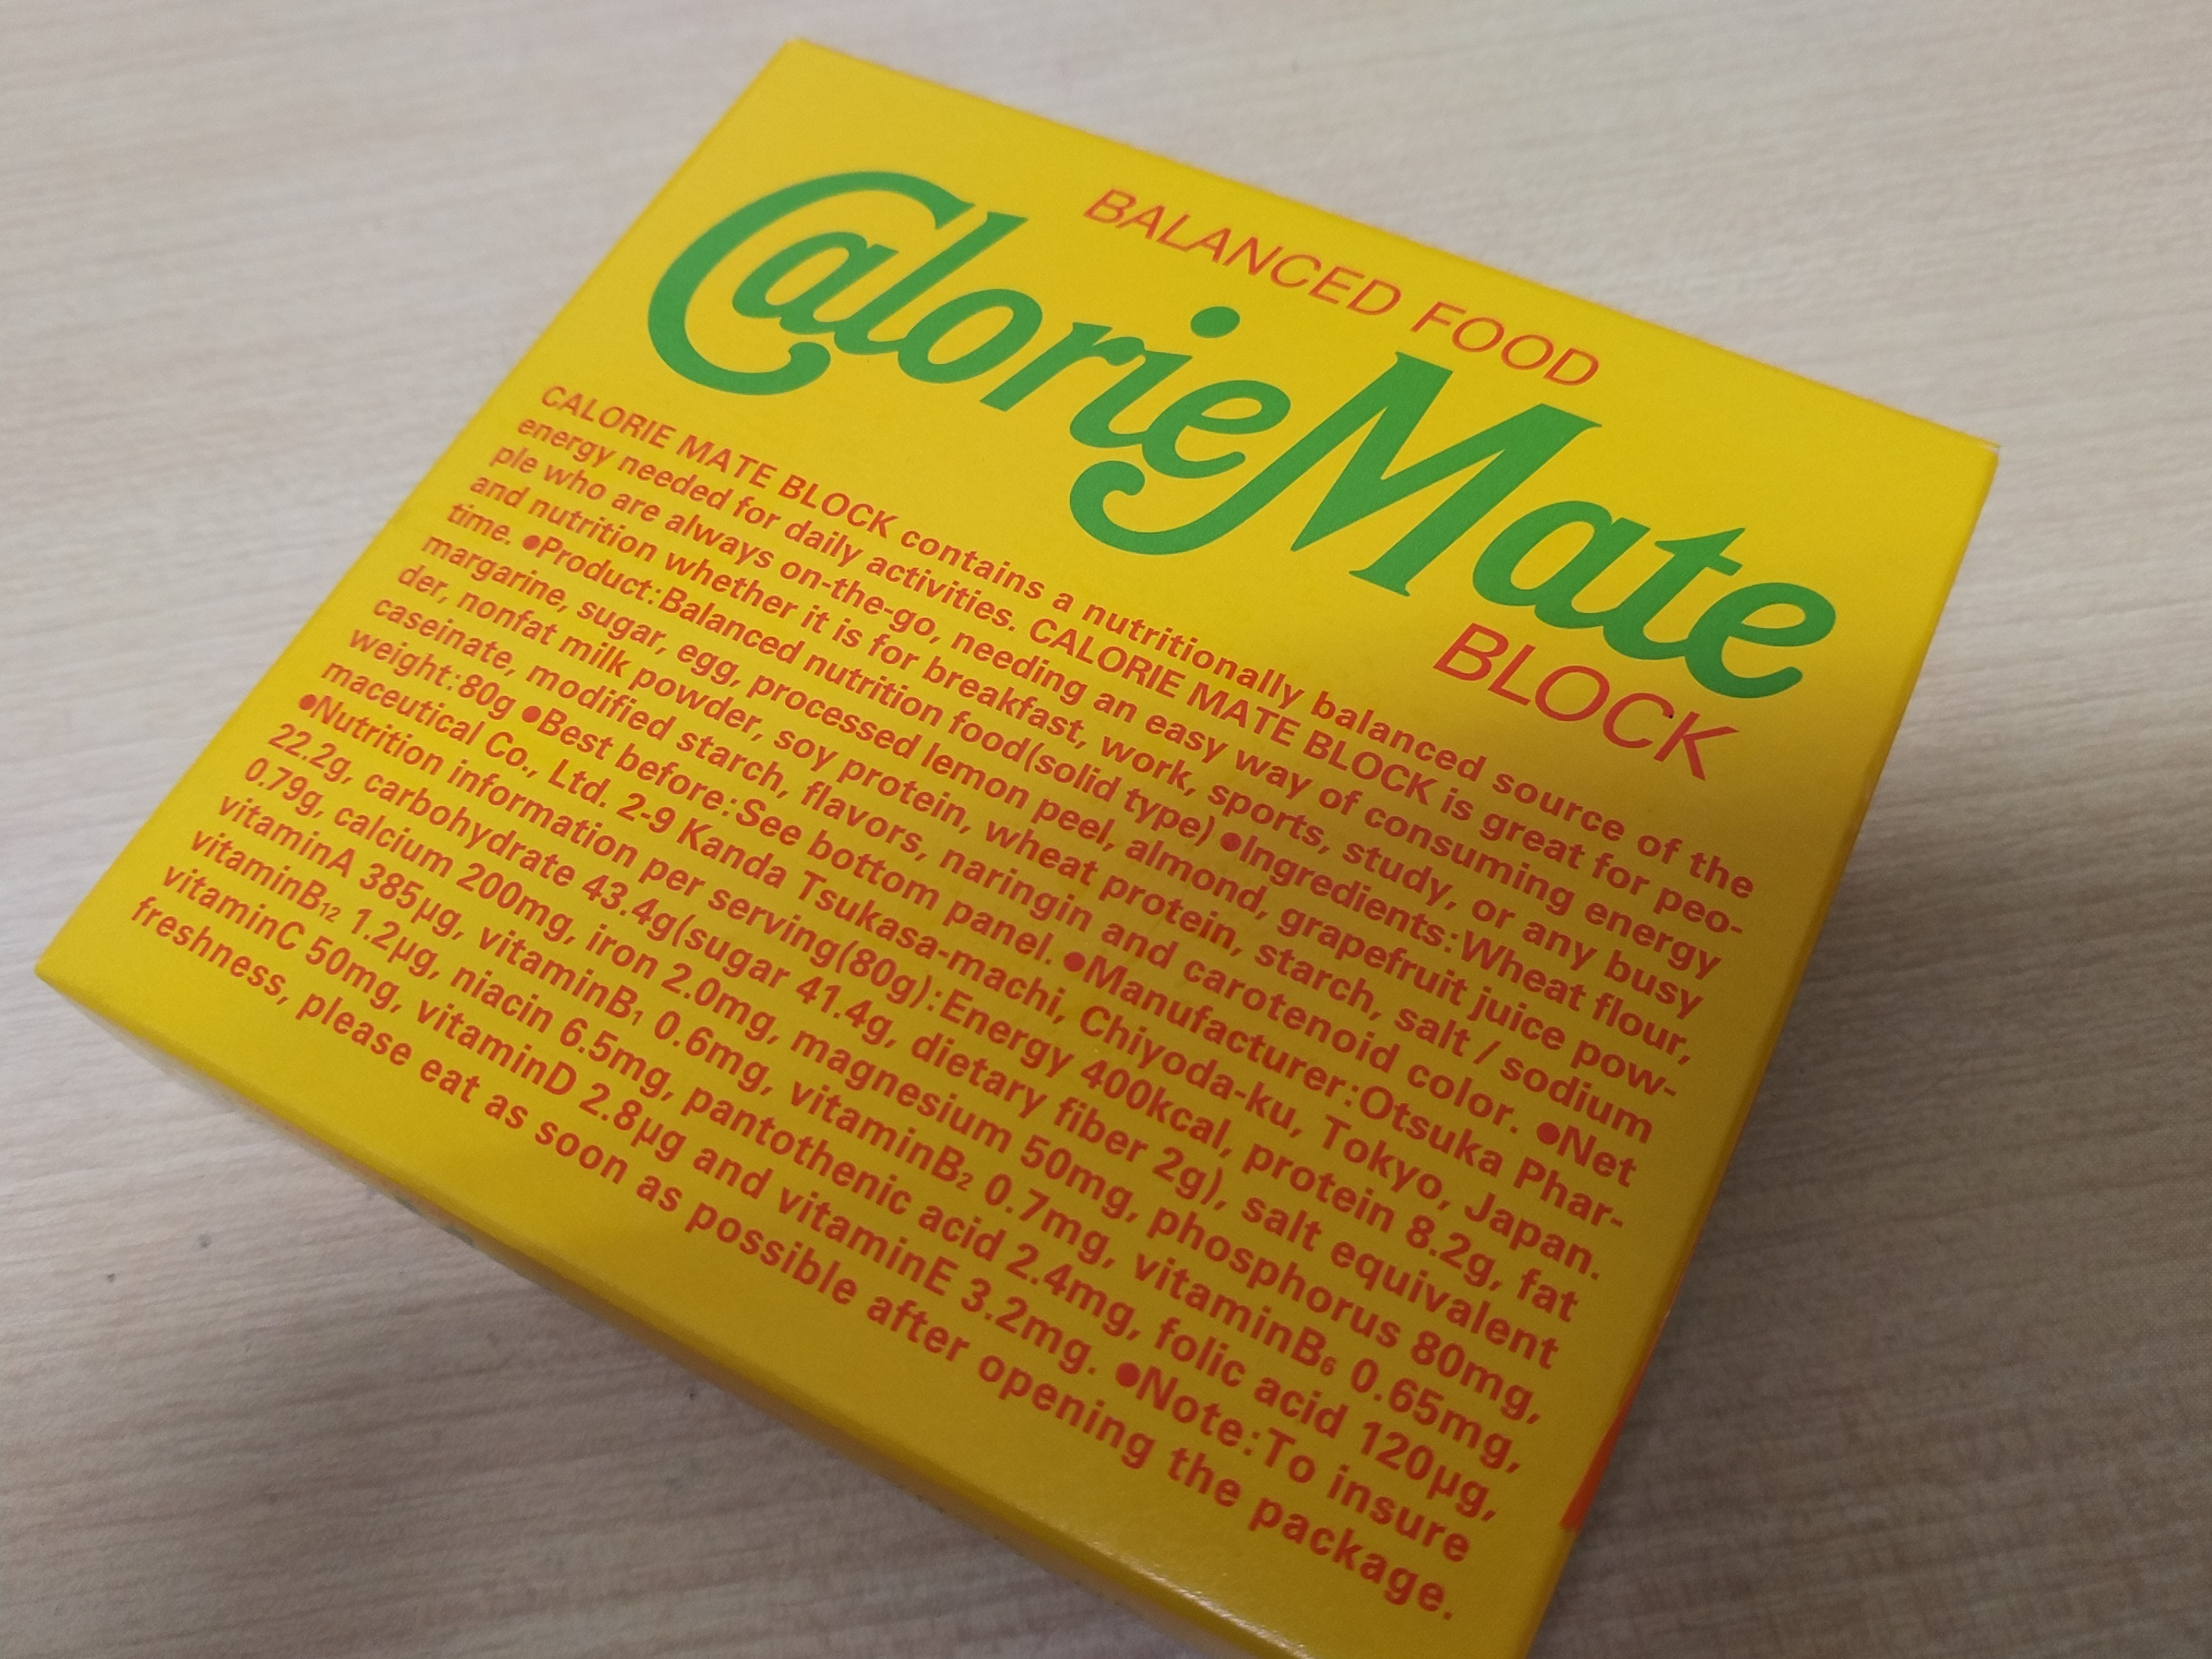 BALANCED FOOD
CalorieMate
BLOCK
CALORIE MATE BLOCK contains a nutritionally balanced source of the
energy needed for daily activities. CALORIE MATE BLOCK is great for peo-
ple who are always on-the-go, needing an easy way of consuming energy
and nutrition whether it is for breakfast, work, sports, study, or any busy
time. ●Product:Balanced nutrition food(solid type) ●Ingredients:Wheat flour,
margarine, sugar, egg, processed lemon peel, almond, grapefruit juice pow-
der, nonfat milk powder, soy protein, wheat protein, starch, salt / sodium
caseinate, modified starch, flavors, naringin and carotenoid color. ●Net
weight:80g ●Best before:See bottom panel. ●Manufacturer:Otsuka Phar-
maceutical Co., Ltd. 2-9 Kanda Tsukasa-machi, Chiyoda-ku, Tokyo, Japan.
●Nutrition information per serving(80g):Energy 400kcal, protein 8.2g, fat
22.2g, carbohydrate 43.4g(sugar 41.4g, dietary fiber 2g), salt equivalent
0.79g, calcium 200mg, iron 2.0mg, magnesium 50mg, phosphorus 80mg,
vitaminA 385μg, vitaminB₁ 0.6mg, vitaminB₂ 0.7mg, vitaminB₆ 0.65mg,
vitaminB₁₂ 1.2μg, niacin 6.5mg, pantothenic acid 2.4mg, folic acid 120μg,
vitaminC 50mg, vitaminD 2.8μg and vitaminE 3.2mg. ●Note:To insure
freshness, please eat as soon as possible after opening the package.